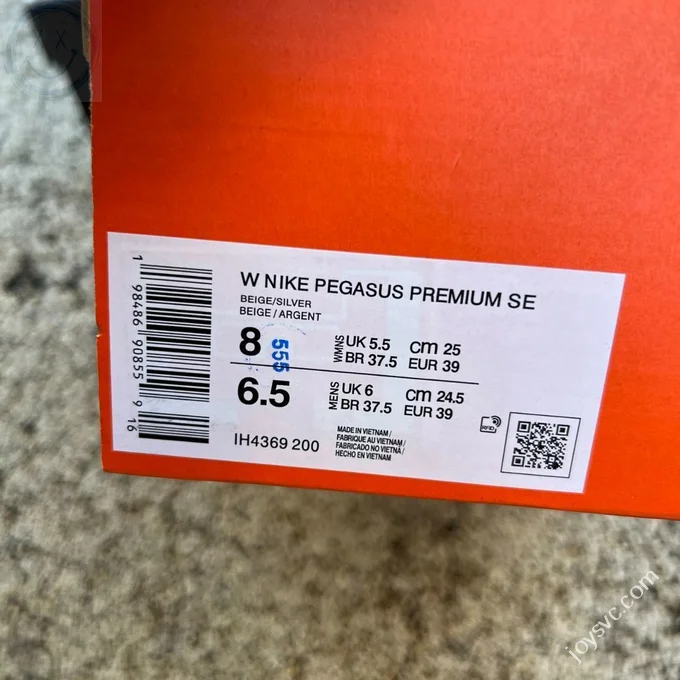 W NIKE PEGASUS PREMIUM SE
BEIGE/SILVER
BEIGE / ARGENT
8
555
WMNS
UK 5.5
cm 25
BR 37.5
EUR 39
6.5
MENS
UK 6
cm 24.5
BR 37.5
EUR 39
IH4369 200
MADE IN VIETNAM /
FABRIQUE AU VIETNAM /
FABRICADO NO VIETNÃ /
HECHO EN VIETNAM
RFID
1 98486 90855 9 16
joysvc.com